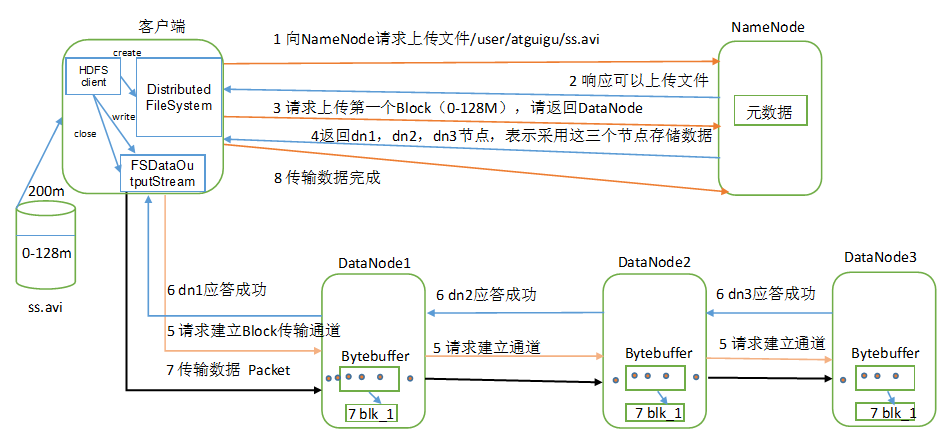 客户端
NameNode
1 向NameNode请求上传文件/user/atguigu/ss.avi
create
HDFS
client
Distributed
FileSystem
2 响应可以上传文件
3 请求上传第一个Block（0-128M），请返回DataNode
元数据
write
close
4返回dn1，dn2，dn3节点，表示采用这三个节点存储数据
FSDataOu
tputStream
8 传输数据完成
200m
0-128m
ss.avi
DataNode1
DataNode2
DataNode3
6 dn1应答成功
6 dn2应答成功
6 dn3应答成功
5 请求建立Block传输通道
5 请求建立通道
5 请求建立通道
Bytebuffer
Bytebuffer
Bytebuffer
7 传输数据 Packet
7 blk_1
7 blk_1
7 blk_1